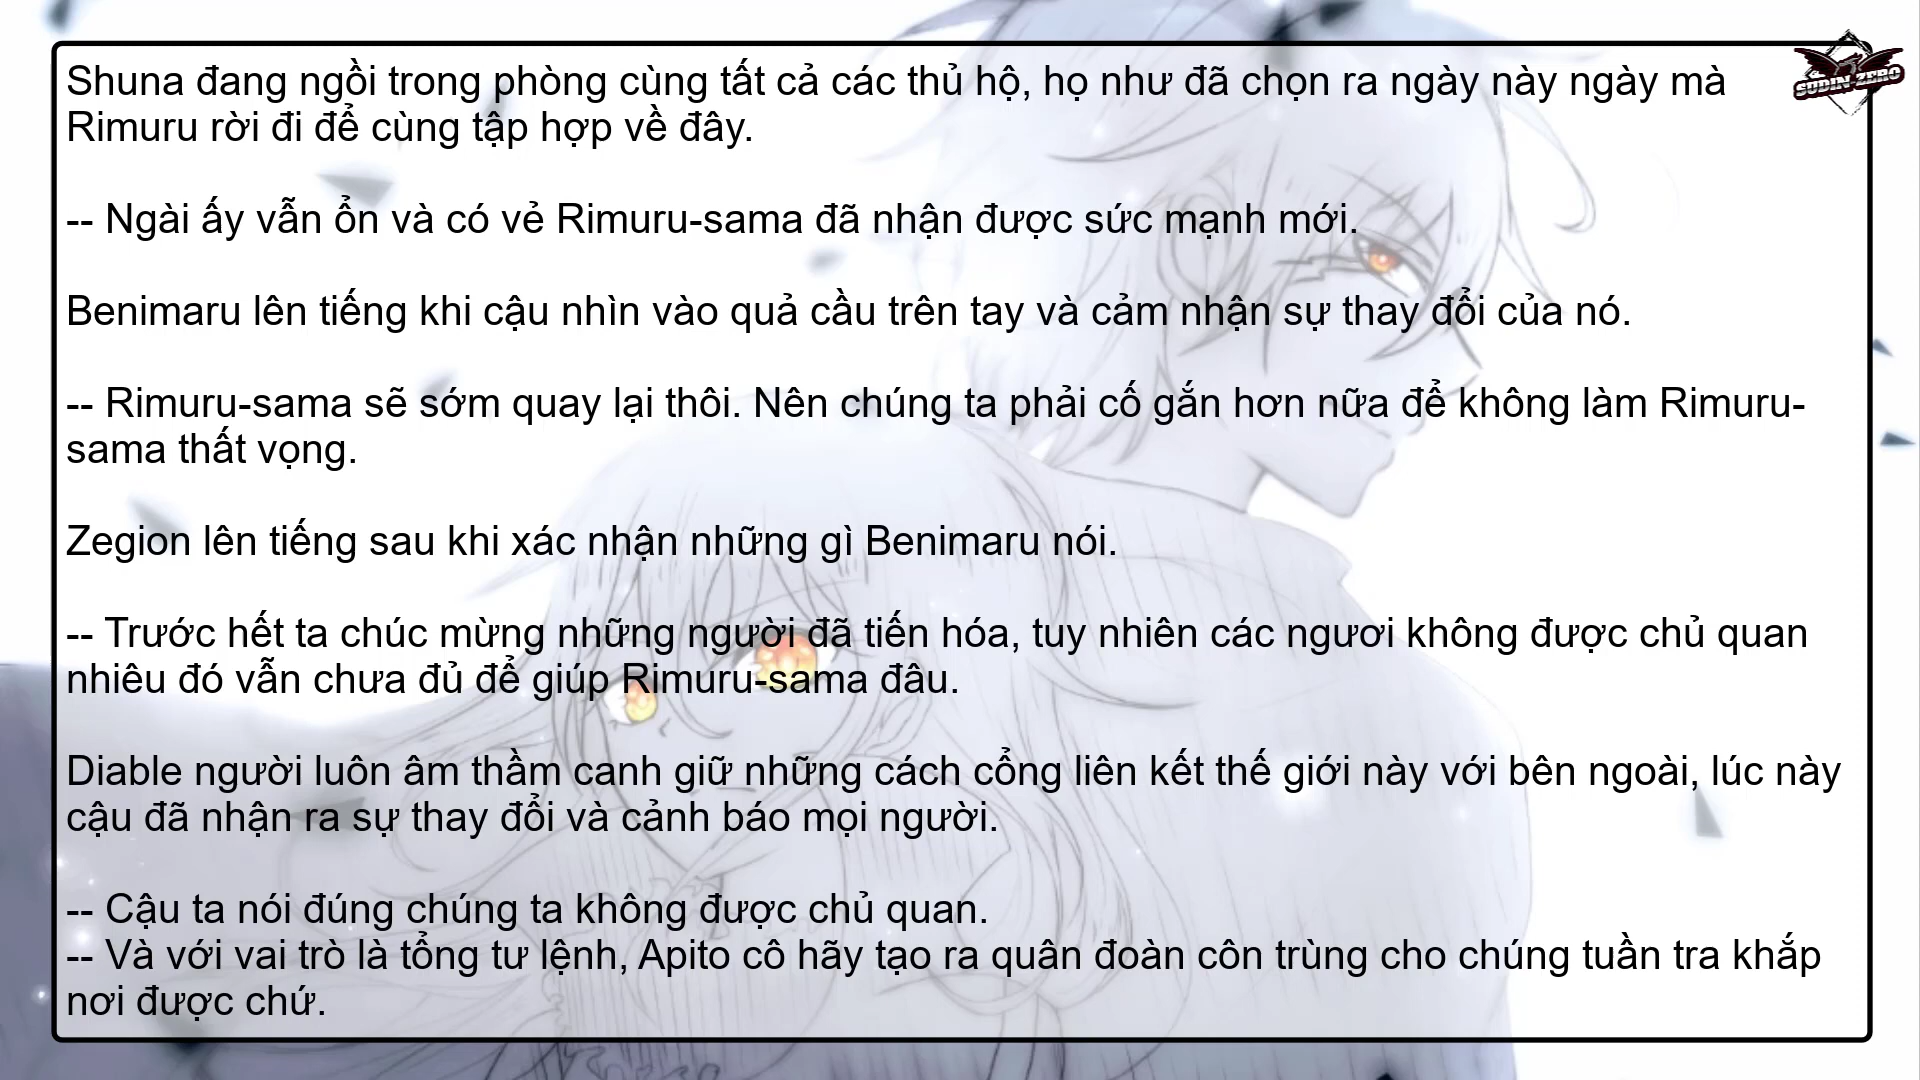 SUDIN-ZERO
Shuna đang ngồi trong phòng cùng tất cả các thủ hộ, họ như đã chọn ra ngày này ngày mà
Rimuru rời đi để cùng tập hợp về đây.
-- Ngài ấy vẫn ổn và có vẻ Rimuru-sama đã nhận được sức mạnh mới.
Benimaru lên tiếng khi cậu nhìn vào quả cầu trên tay và cảm nhận sự thay đổi của nó.
-- Rimuru-sama sẽ sớm quay lại thôi. Nên chúng ta phải cố gắn hơn nữa để không làm Rimuru-
sama thất vọng.
Zegion lên tiếng sau khi xác nhận những gì Benimaru nói.
-- Trước hết ta chúc mừng những người đã tiến hóa, tuy nhiên các ngươi không được chủ quan
nhiêu đó vẫn chưa đủ để giúp Rimuru-sama đâu.
Diable người luôn âm thầm canh giữ những cách cổng liên kết thế giới này với bên ngoài, lúc này
cậu đã nhận ra sự thay đổi và cảnh báo mọi người.
-- Cậu ta nói đúng chúng ta không được chủ quan.
-- Và với vai trò là tổng tư lệnh, Apito cô hãy tạo ra quân đoàn côn trùng cho chúng tuần tra khắp
nơi được chứ.